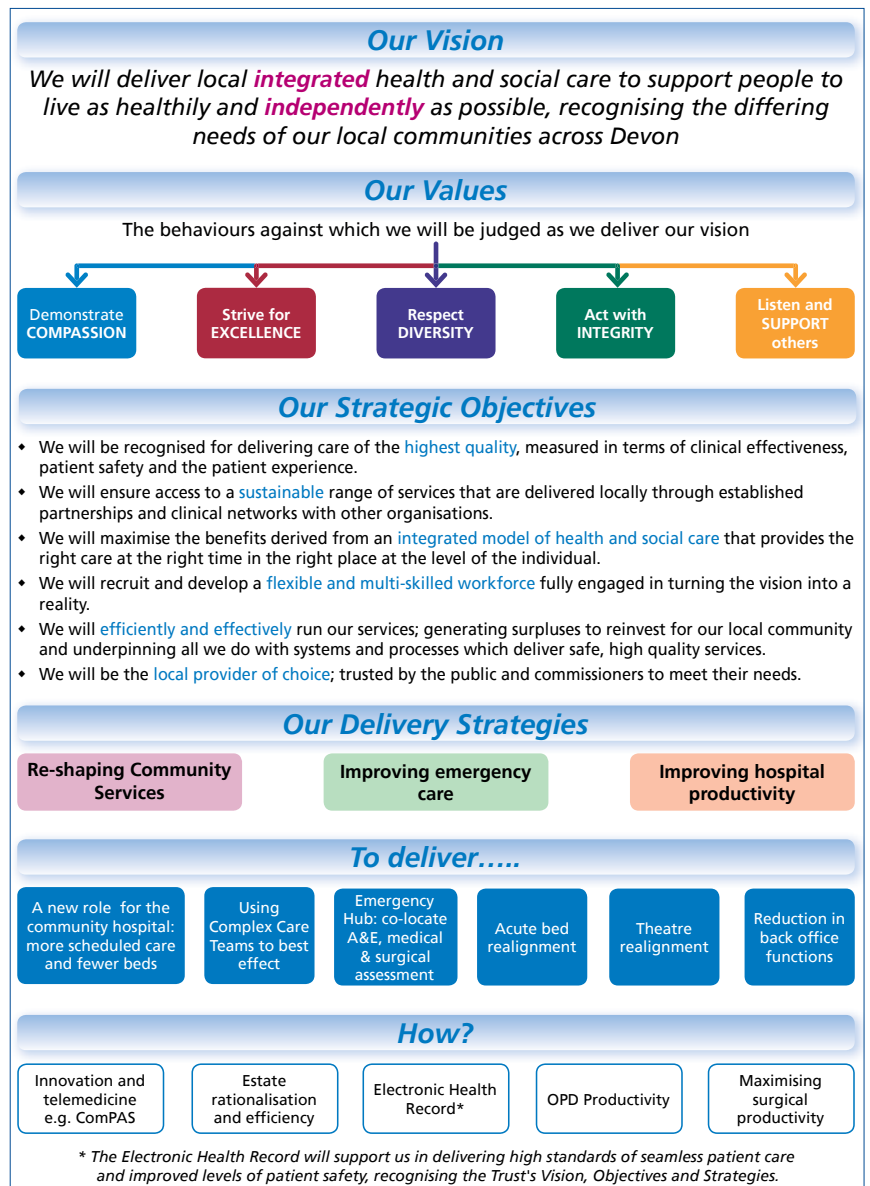 Our Vision
We will deliver local integrated health and social care to support people to
live as healthily and independently as possible, recognising the differing
needs of our local communities across Devon
Our Values
The behaviours against which we will be judged as we deliver our vision
Demonstrate
COMPASSION
Strive for
EXCELLENCE
Respect
DIVERSITY
Act with
INTEGRITY
Listen and
SUPPORT
others
Our Strategic Objectives
◆ We will be recognised for delivering care of the highest quality, measured in terms of clinical effectiveness,
patient safety and the patient experience.
◆ We will ensure access to a sustainable range of services that are delivered locally through established
partnerships and clinical networks with other organisations.
◆ We will maximise the benefits derived from an integrated model of health and social care that provides the
right care at the right time in the right place at the level of the individual.
◆ We will recruit and develop a flexible and multi-skilled workforce fully engaged in turning the vision into a
reality.
◆ We will efficiently and effectively run our services; generating surpluses to reinvest for our local community
and underpinning all we do with systems and processes which deliver safe, high quality services.
◆ We will be the local provider of choice; trusted by the public and commissioners to meet their needs.
Our Delivery Strategies
Re-shaping Community
Services
Improving emergency
care
Improving hospital
productivity
To deliver.....
A new role for the
community hospital:
more scheduled care
and fewer beds
Using
Complex Care
Teams to best
effect
Emergency
Hub: co-locate
A&E, medical
& surgical
assessment
Acute bed
realignment
Theatre
realignment
Reduction in
back office
functions
How?
Innovation and
telemedicine
e.g. ComPAS
Estate
rationalisation
and efficiency
Electronic Health
Record*
OPD Productivity
Maximising
surgical
productivity
* The Electronic Health Record will support us in delivering high standards of seamless patient care
and improved levels of patient safety, recognising the Trust's Vision, Objectives and Strategies.